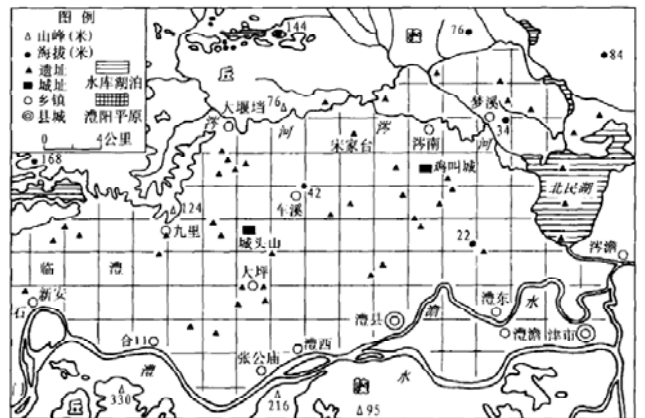 图 例
山峰(米)
海拔(米)
遗址
城址 水库湖泊
乡镇
县城 澧阳平原
0 4公里
144
76
84
丘
76
大堰垱
梦溪
34
涔 河 涔 河
宋家台
涔南
168
鸡叫城
北民湖
42
车溪
124
九里
城头山
22
涔澹
临 澧
大坪
新安
石
澧县
澹 水
澧东
澧澹
津市
合口
澧西
张公庙
门
澧 水
330
216
95